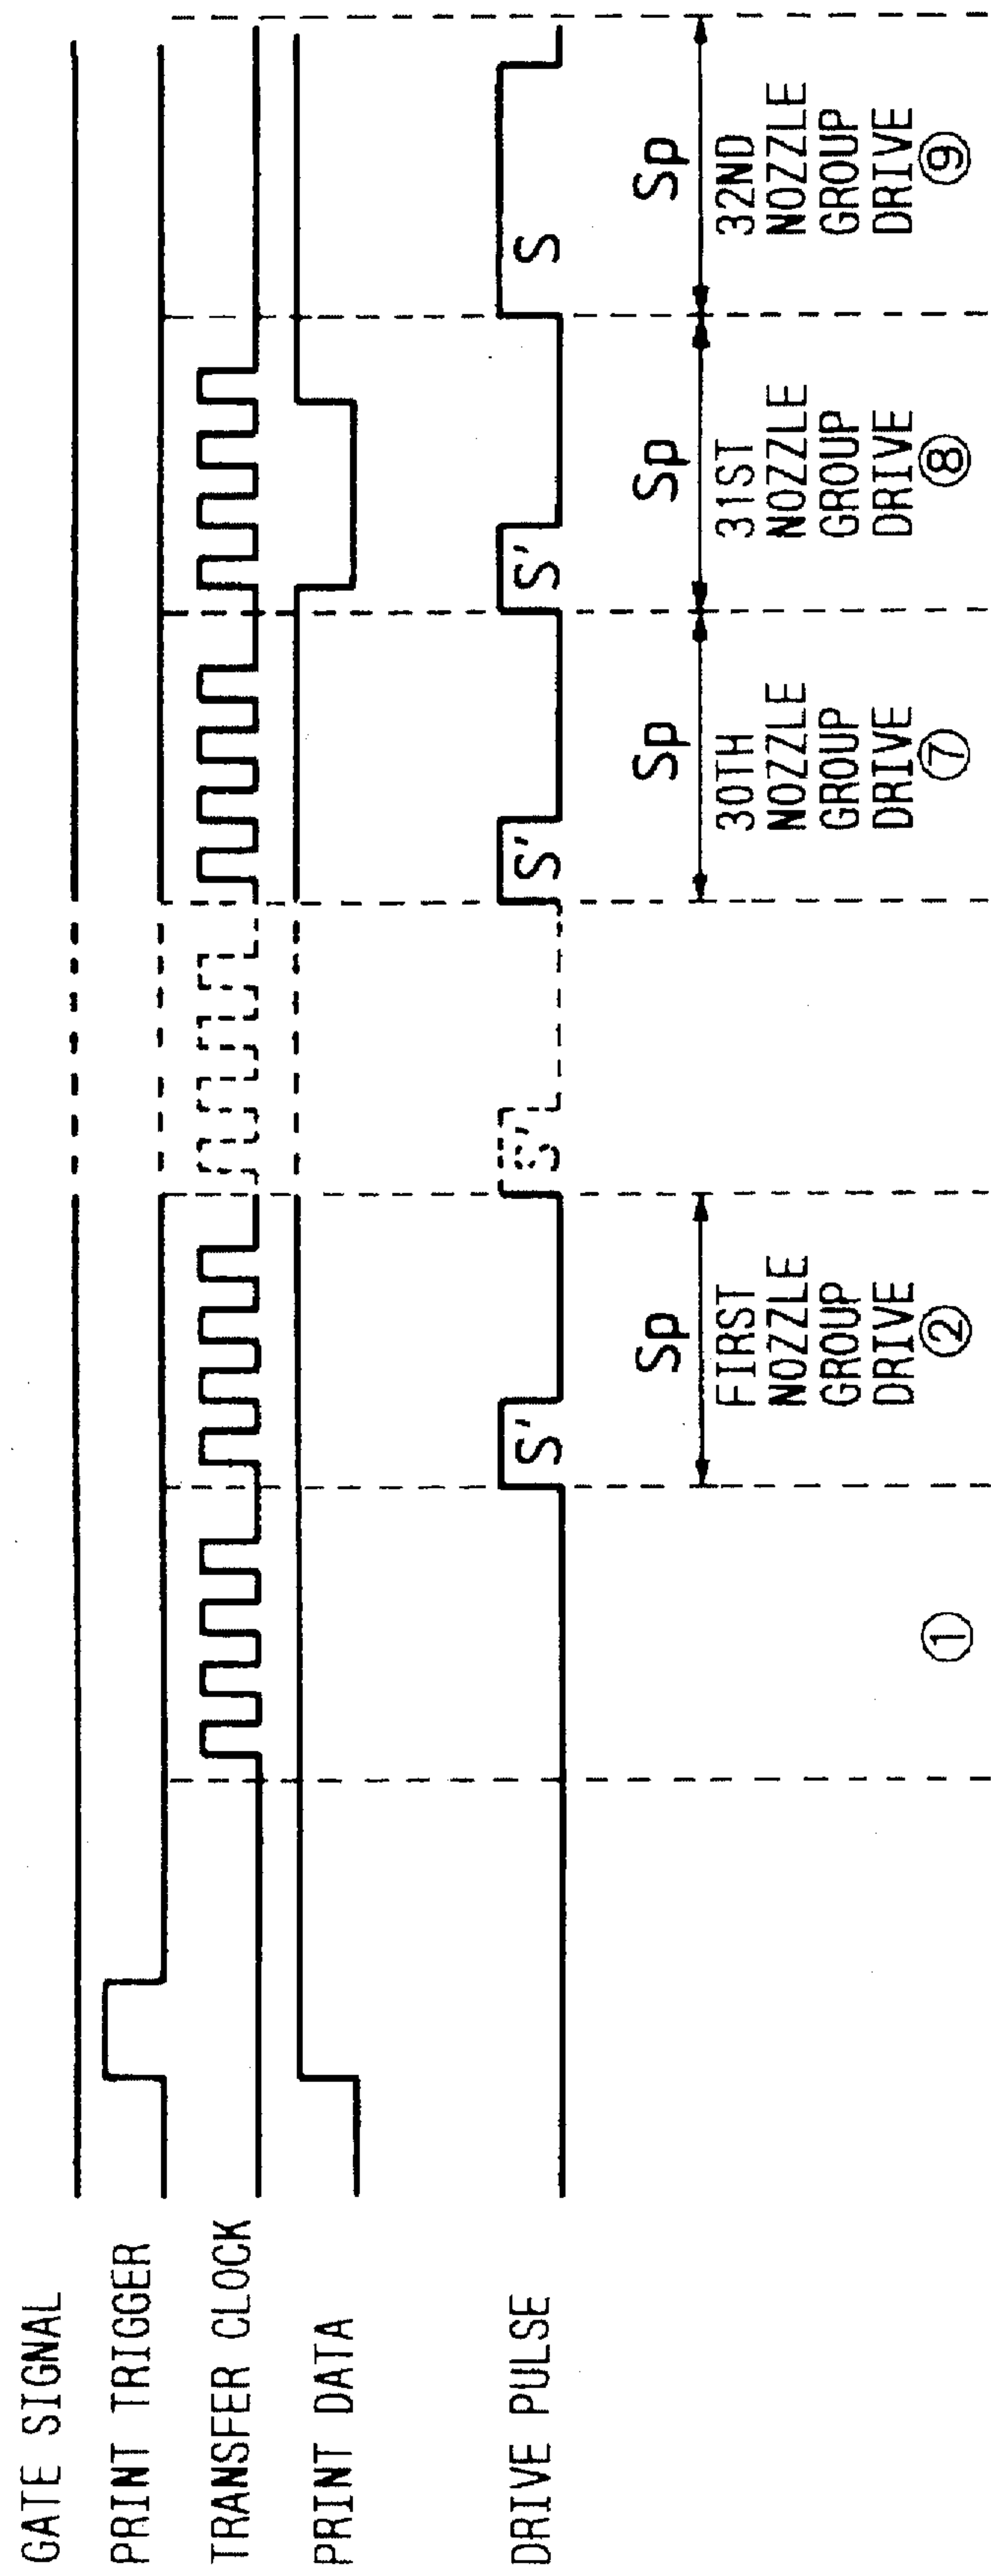 GATE SIGNAL
PRINT TRIGGER
TRANSFER CLOCK
PRINT DATA
DRIVE PULSE
S'
S'
S'
S'
S
Sp
Sp
Sp
Sp
①
FIRST
NOZZLE
GROUP
DRIVE
②
30TH
NOZZLE
GROUP
DRIVE
⑦
31ST
NOZZLE
GROUP
DRIVE
⑧
32ND
NOZZLE
GROUP
DRIVE
⑨